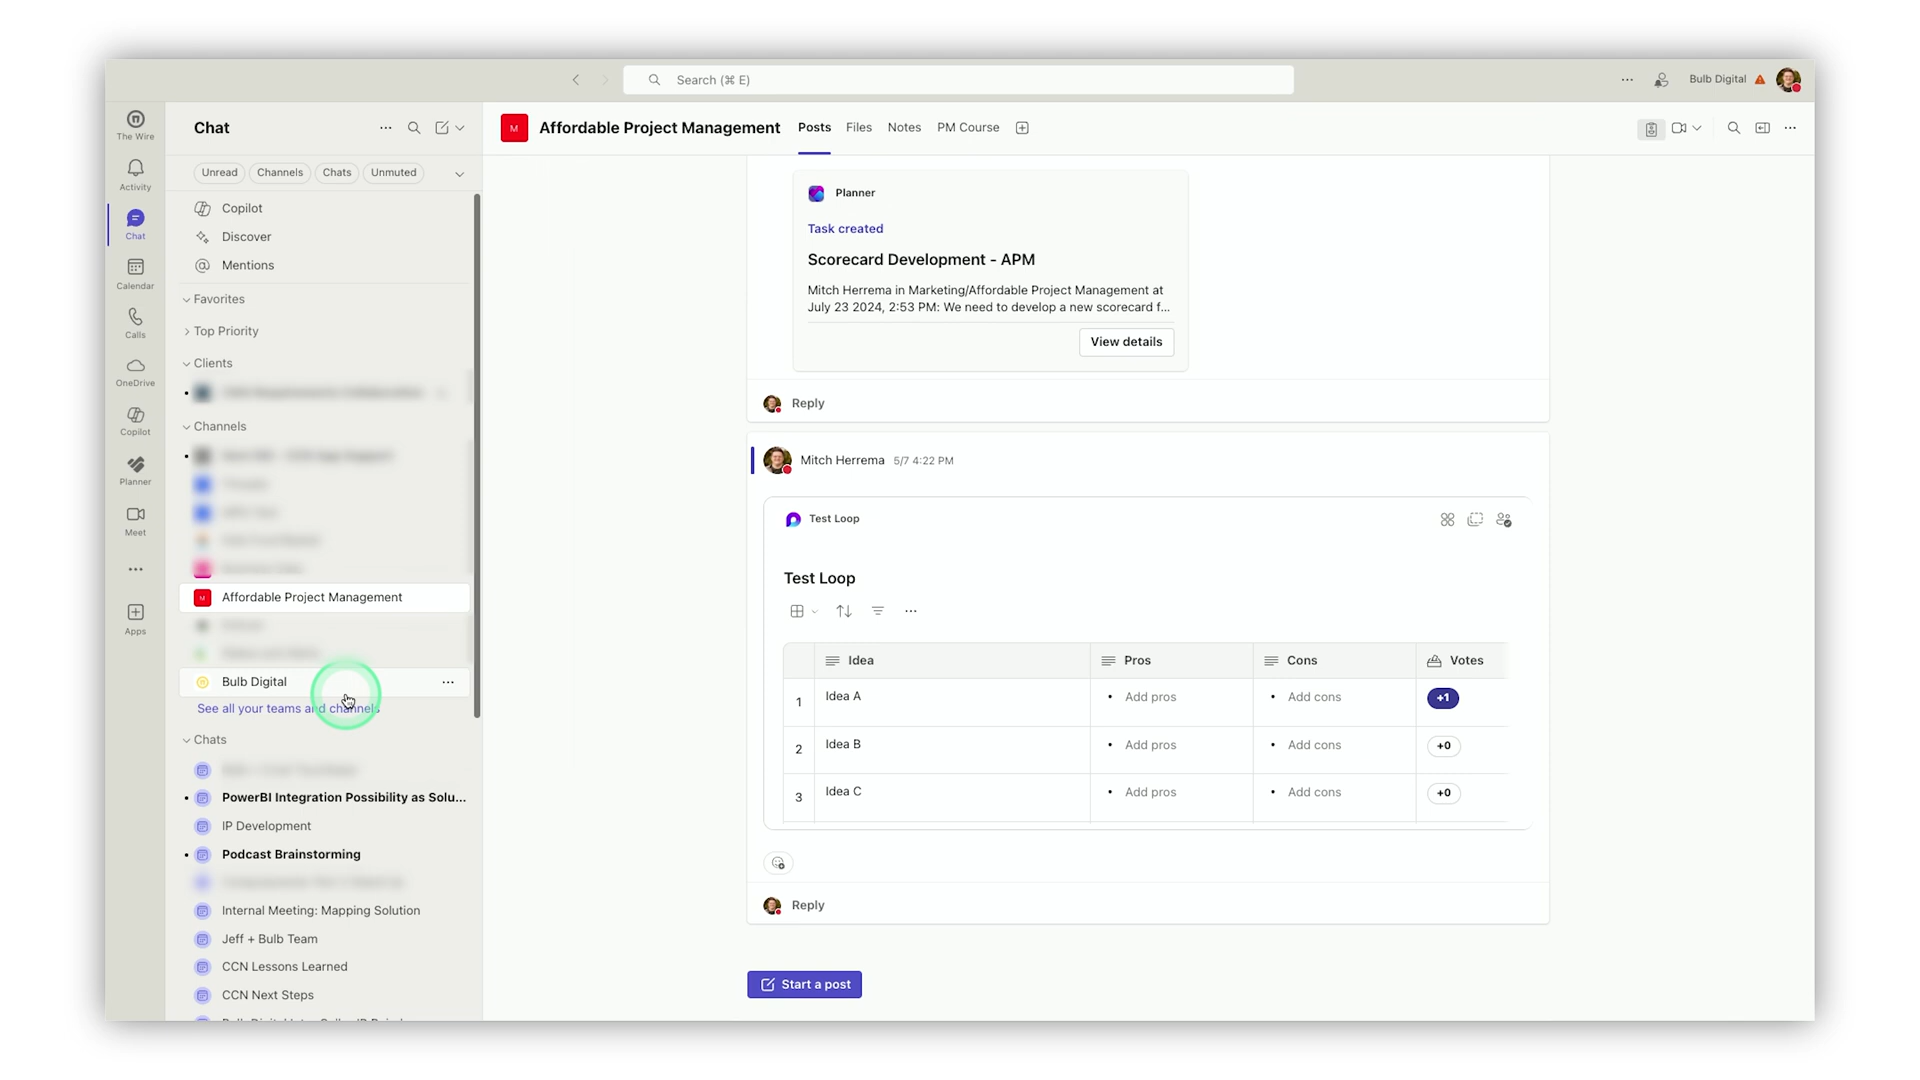 Search (⌘ E)
Bulb Digital
The Wire
Activity
Chat
Calendar
Calls
OneDrive
Copilot
Planner
Meet
Apps
Chat
Unread
Channels
Chats
Unmuted
Copilot
Discover
@ Mentions
Favorites
Top Priority
Clients
Channels
M Affordable Project Management
Bulb Digital
See all your teams and channels
Chats
PowerBI Integration Possibility as Solu...
IP Development
Podcast Brainstorming
Internal Meeting: Mapping Solution
Jeff + Bulb Team
CCN Lessons Learned
CCN Next Steps
M Affordable Project Management
Posts
Files
Notes
PM Course
Planner
Task created
Scorecard Development - APM
Mitch Herrema in Marketing/Affordable Project Management at
July 23 2024, 2:53 PM: We need to develop a new scorecard f...
View details
Reply
Mitch Herrema 5/7 4:22 PM
Test Loop
Test Loop
Idea Pros Cons Votes
1 Idea A • Add pros • Add cons +1
2 Idea B • Add pros • Add cons +0
3 Idea C • Add pros • Add cons +0
Reply
Start a post